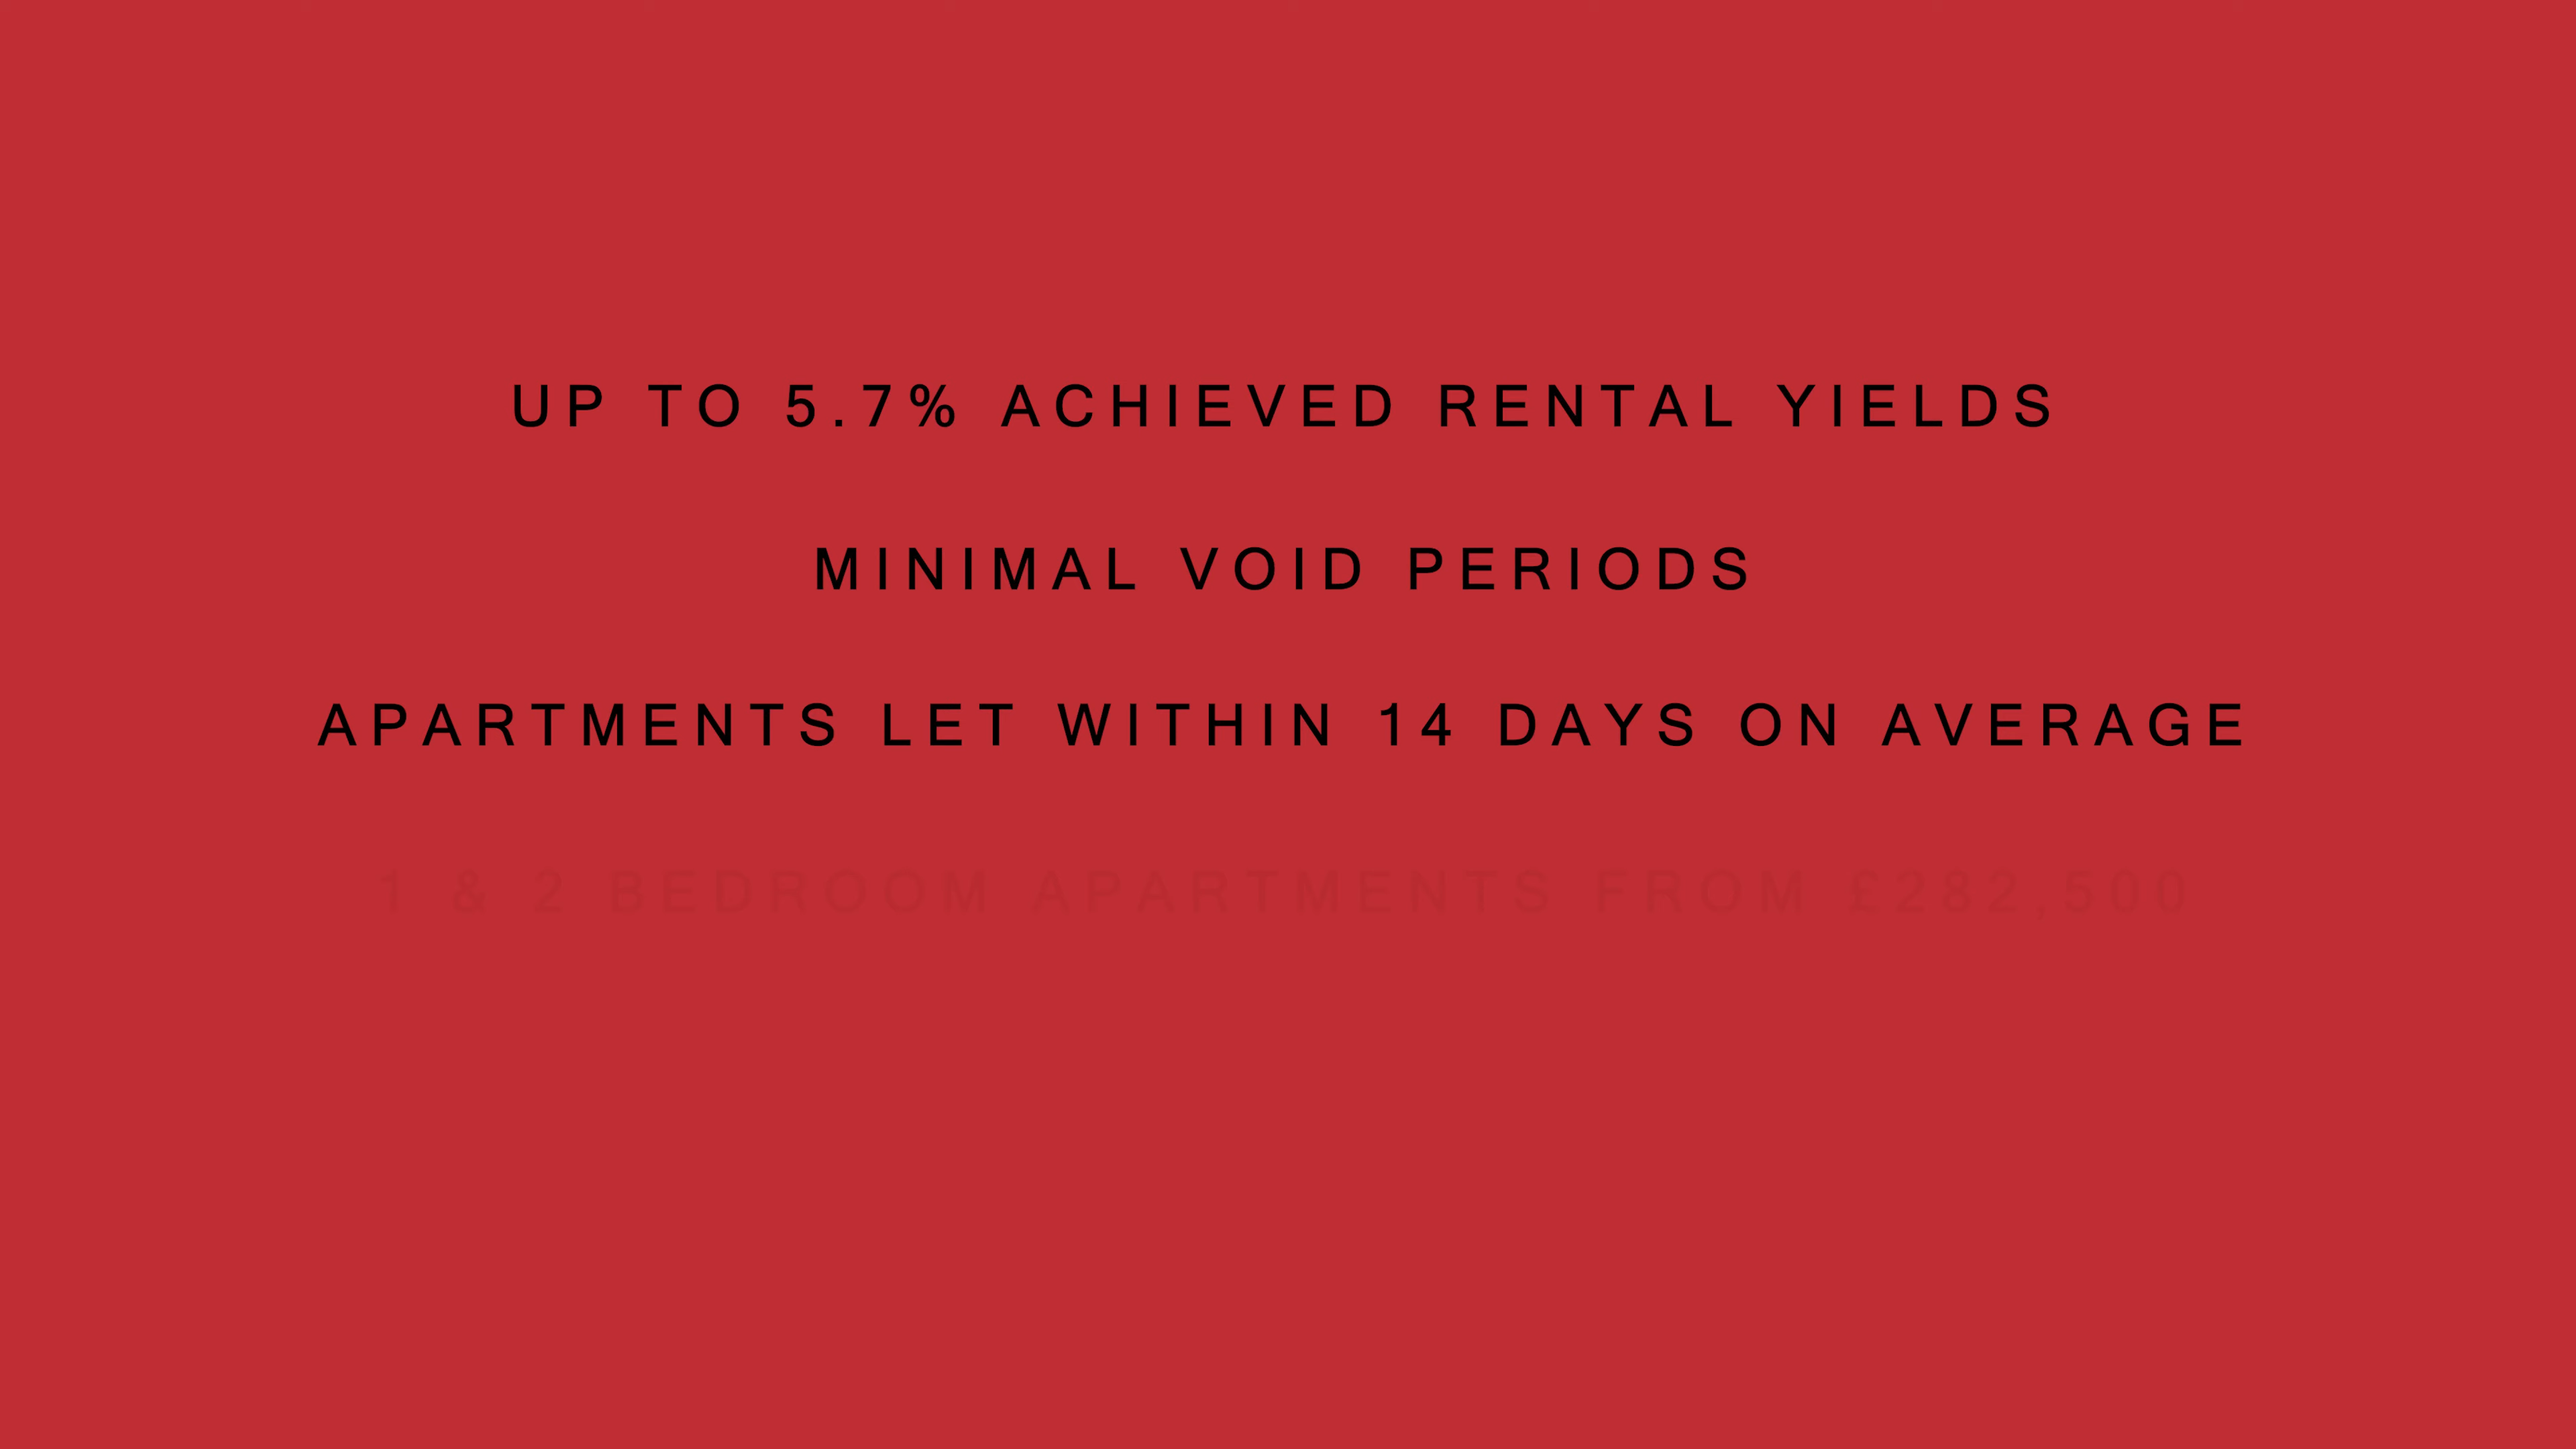 UP TO 5.7% ACHIEVED RENTAL YIELDS
MINIMAL VOID PERIODS
APARTMENTS LET WITHIN 14 DAYS ON AVERAGE
1 & 2 BEDROOM APARTMENTS FROM £282,500